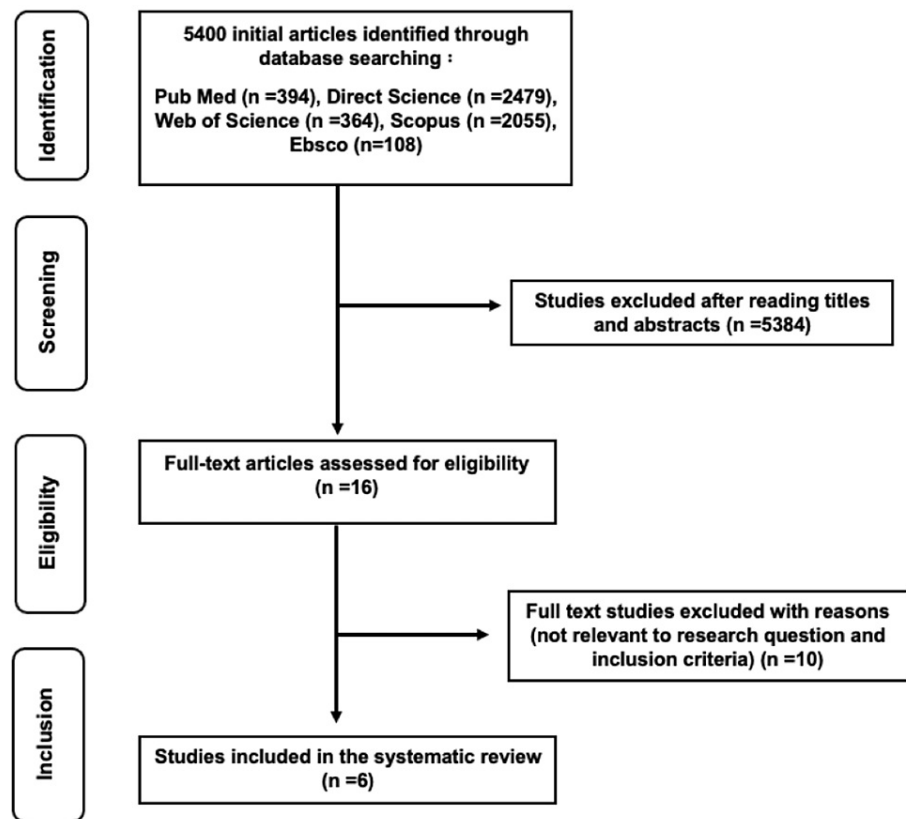 Identification
5400 initial articles identified through
database searching :
Pub Med (n =394), Direct Science (n =2479),
Web of Science (n =364), Scopus (n =2055),
Ebsco (n=108)
Screening
Studies excluded after reading titles
and abstracts (n =5384)
Eligibility
Full-text articles assessed for eligibility
(n =16)
Full text studies excluded with reasons
(not relevant to research question and
inclusion criteria) (n =10)
Inclusion
Studies included in the systematic review
(n =6)